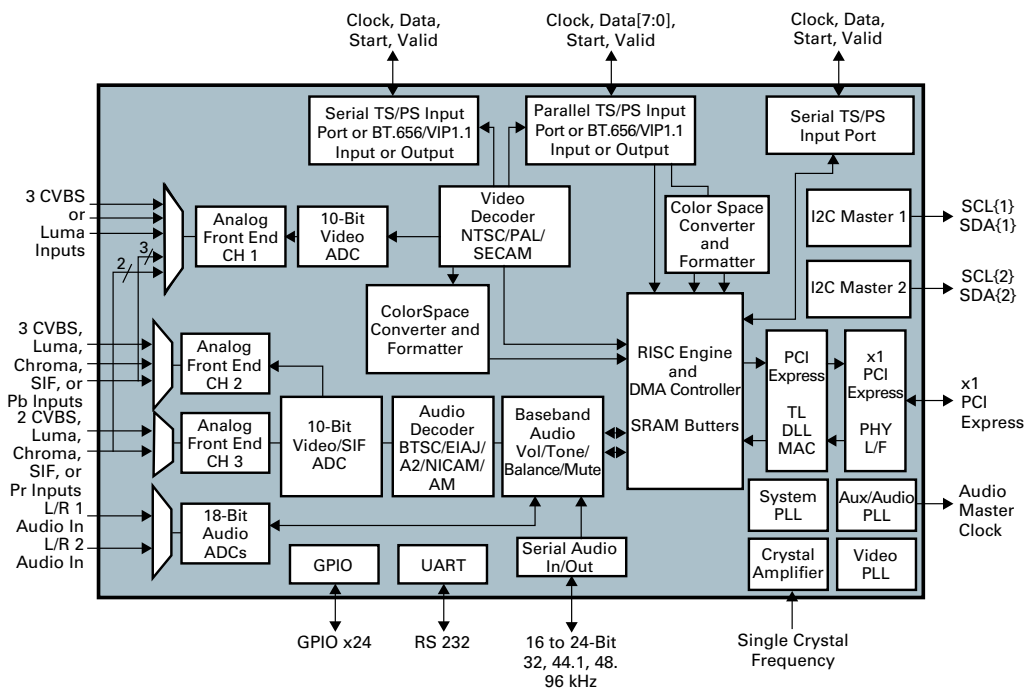 Clock, Data,
Start, Valid
Clock, Data[7:0],
Start, Valid
Clock, Data,
Start, Valid
Serial TS/PS Input
Port or BT.656/VIP1.1
Input or Output
Parallel TS/PS Input
Port or BT.656/VIP1.1
Input or Output
Serial TS/PS
Input Port
3 CVBS
or
Luma
Inputs
3
2
Analog
Front End
CH 1
10-Bit
Video
ADC
Video
Decoder
NTSC/PAL/
SECAM
Color Space
Converter
and
Formatter
I2C Master 1
SCL{1}
SDA{1}
I2C Master 2
SCL{2}
SDA{2}
ColorSpace
Converter and
Formatter
3 CVBS,
Luma,
Chroma,
SIF, or
Pb Inputs
Analog
Front End
CH 2
RISC Engine
and
DMA Controller
SRAM Butters
PCI
Express
TL
DLL
MAC
x1
PCI
Express
PHY
L/F
x1
PCI
Express
2 CVBS,
Luma,
Chroma,
SIF, or
Pr Inputs
Analog
Front End
CH 3
10-Bit
Video/SIF
ADC
Audio
Decoder
BTSC/EIAJ/
A2/NICAM/
AM
Baseband
Audio
Vol/Tone/
Balance/Mute
L/R 1
Audio In
L/R 2
Audio In
18-Bit
Audio
ADCs
System
PLL
Aux/Audio
PLL
Audio
Master
Clock
GPIO
UART
Serial Audio
In/Out
Crystal
Amplifier
Video
PLL
GPIO x24
RS 232
16 to 24-Bit
32, 44.1, 48.
96 kHz
Single Crystal
Frequency